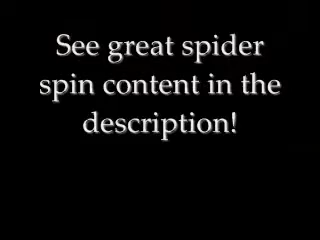 See great spider
spin content in the
description!